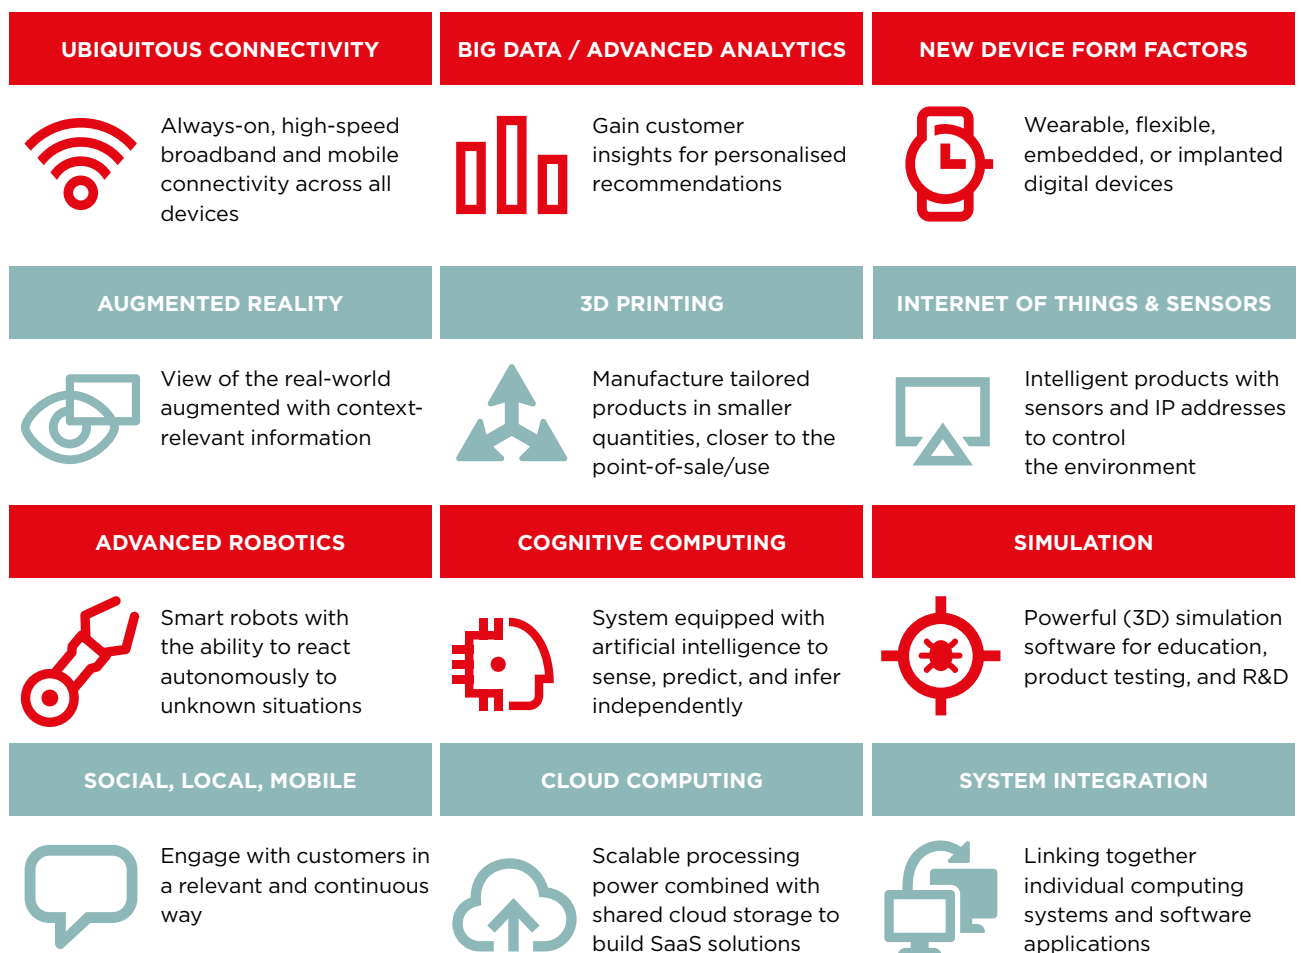 UBIQUITOUS CONNECTIVITY
Always-on, high-speed
broadband and mobile
connectivity across all
devices
BIG DATA / ADVANCED ANALYTICS
Gain customer
insights for personalised
recommendations
NEW DEVICE FORM FACTORS
Wearable, flexible,
embedded, or implanted
digital devices
AUGMENTED REALITY
View of the real-world
augmented with context-
relevant information
3D PRINTING
Manufacture tailored
products in smaller
quantities, closer to the
point-of-sale/use
INTERNET OF THINGS & SENSORS
Intelligent products with
sensors and IP addresses
to control
the environment
ADVANCED ROBOTICS
Smart robots with
the ability to react
autonomously to
unknown situations
COGNITIVE COMPUTING
System equipped with
artificial intelligence to
sense, predict, and infer
independently
SIMULATION
Powerful (3D) simulation
software for education,
product testing, and R&D
SOCIAL, LOCAL, MOBILE
Engage with customers in
a relevant and continuous
way
CLOUD COMPUTING
Scalable processing
power combined with
shared cloud storage to
build SaaS solutions
SYSTEM INTEGRATION
Linking together
individual computing
systems and software
applications